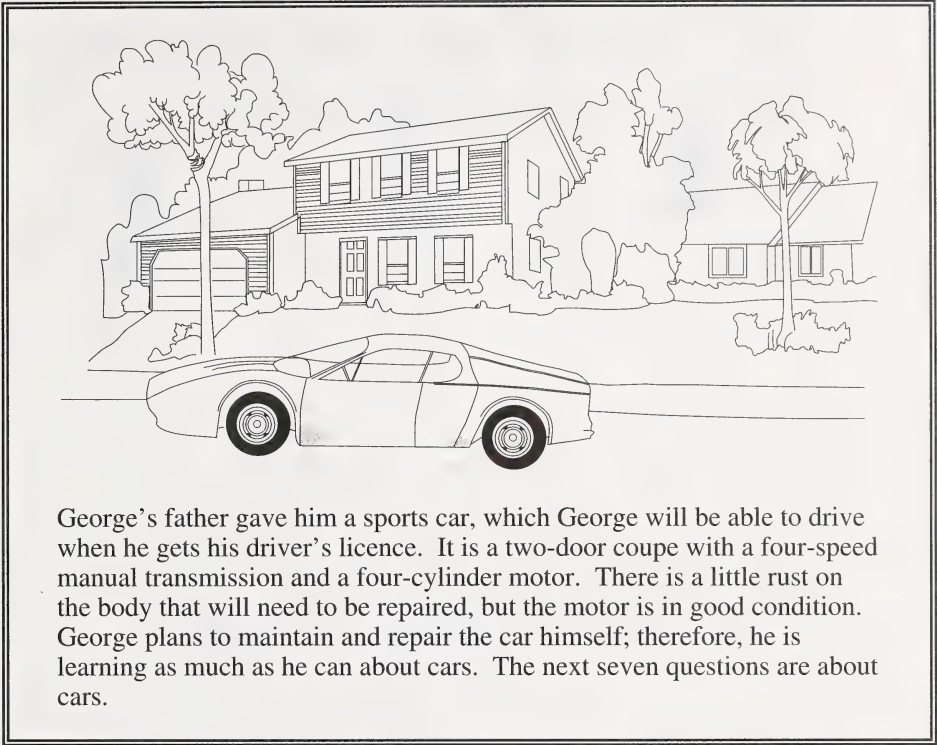 George's father gave him a sports car, which George will be able to drive
when he gets his driver's licence.  It is a two-door coupe with a four-speed
manual transmission and a four-cylinder motor.  There is a little rust on
the body that will need to be repaired, but the motor is in good condition.
George plans to maintain and repair the car himself; therefore, he is
learning as much as he can about cars.  The next seven questions are about
cars.